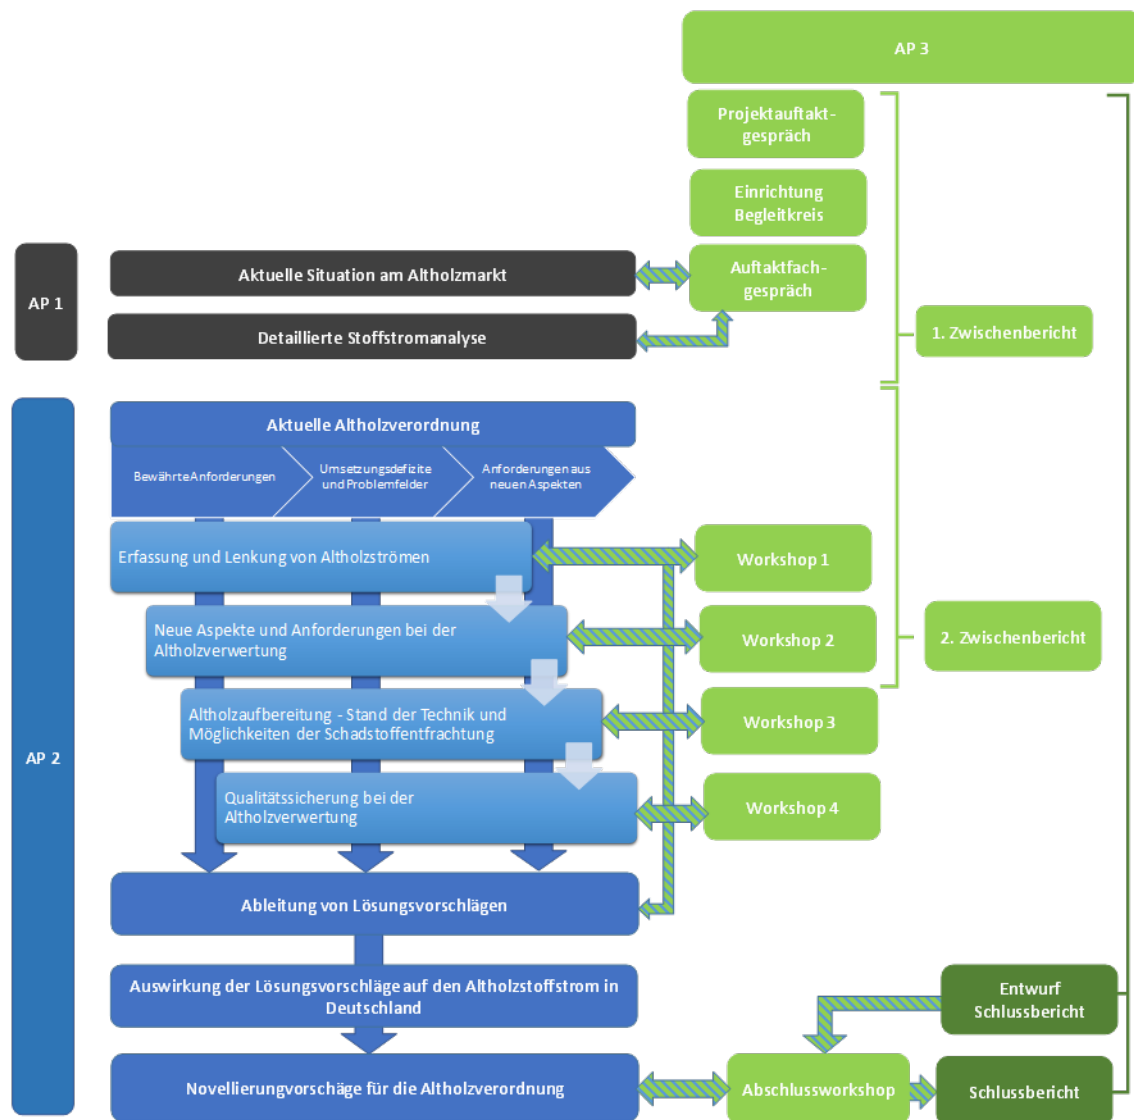 AP 3
Projektauftakt-
gespräch
Einrichtung
Begleitkreis
AP 1
Aktuelle Situation am Altholzmarkt
Auftaktfach-
gespräch
Detaillierte Stoffstromanalyse
1. Zwischenbericht
AP 2
Aktuelle Altholzverordnung
Bewährte Anforderungen
Umsetzungsdefizite
und Problemfelder
Anforderungen aus
neuen Aspekten
Erfassung und Lenkung von Altholzströmen
Workshop 1
Neue Aspekte und Anforderungen bei der
Altholzverwertung
Workshop 2
2. Zwischenbericht
Altholzaufbereitung - Stand der Technik und
Möglichkeiten der Schadstoffentfrachtung
Workshop 3
Qualitätssicherung bei der
Altholzverwertung
Workshop 4
Ableitung von Lösungsvorschlägen
Auswirkung der Lösungsvorschläge auf den Altholzstoffstrom in
Deutschland
Entwurf
Schlussbericht
Novellierungvorschäge für die Altholzverordnung
Abschlussworkshop
Schlussbericht